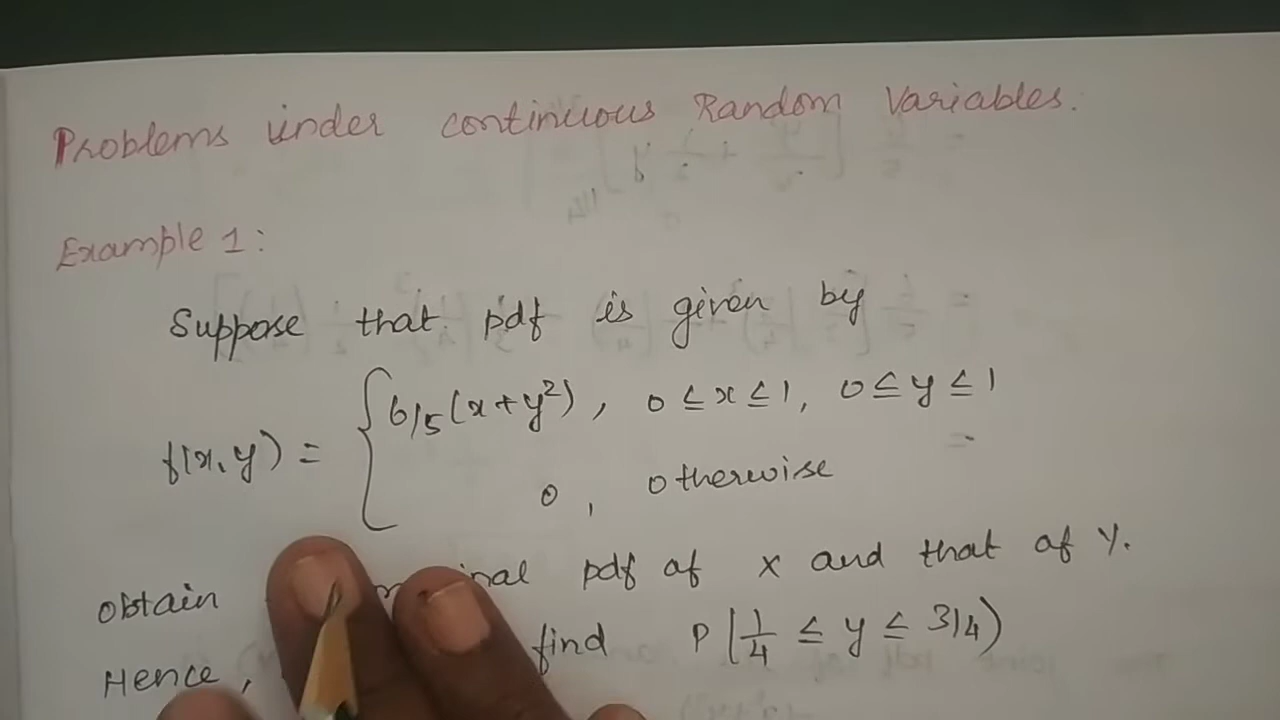 Problems under continuous Random Variables.
Example 1:
Suppose that pdf is given by
f(x,y) = { 6/5 (x+y²), 0 ≤ x ≤ 1, 0 ≤ y ≤ 1
0, otherwise
obtain pdf of x and that of y.
Hence, find P(1/4 ≤ y ≤ 3/4)